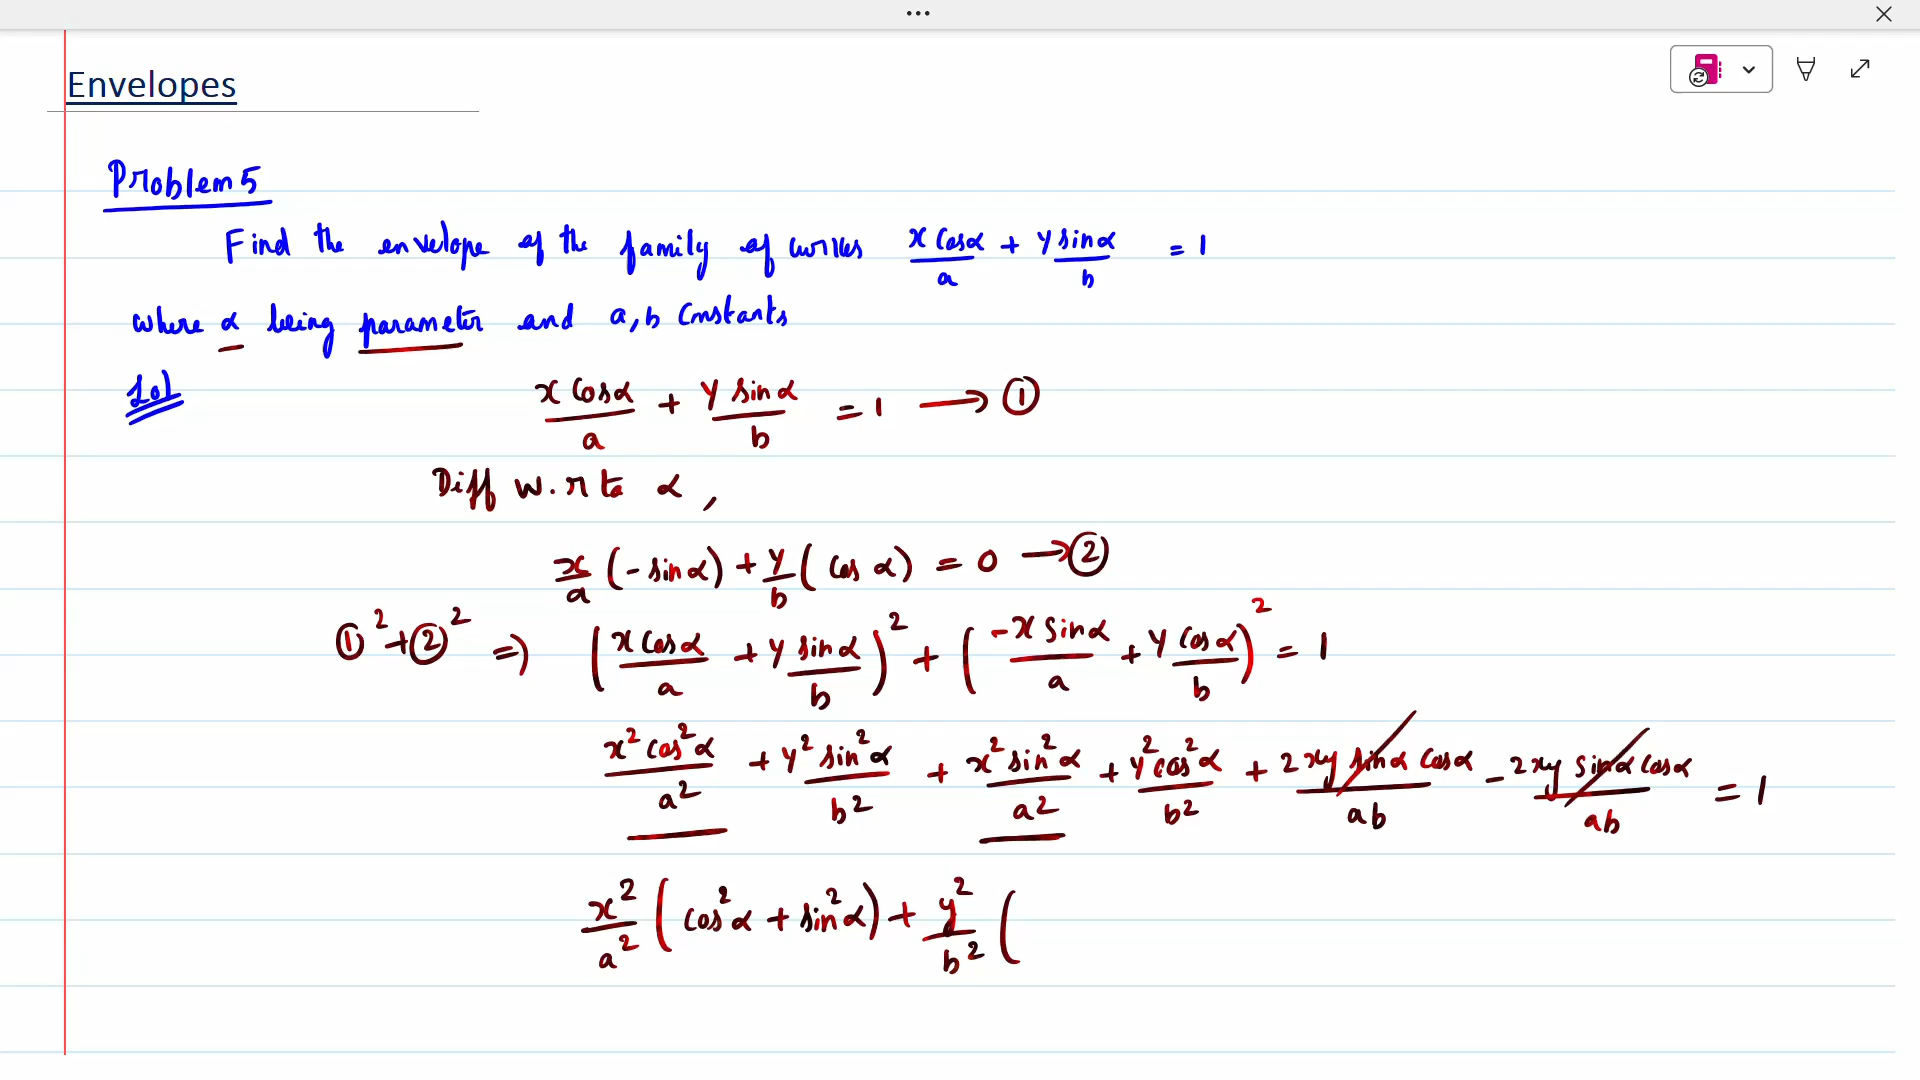 Envelopes
Problem 5
Find the envelope of the family of curves x cosα/a + y sinα/b = 1
where α being parameter and a, b constants
Sol
x cosα/a + y sinα/b = 1 → ①
Diff w.r to α,
x/a (-sinα) + y/b (cos α) = 0 → ②
①² + ②² ⇒ (x cosα/a + y sinα/b)² + (-x sinα/a + y cosα/b)² = 1
x² cos²α/a² + y² sin²α/b² + x² sin²α/a² + y² cos²α/b² + 2xy sinα cosα/ab - 2xy sinα cosα/ab = 1
x²/a² (cos²α + sin²α) + y²/b² (